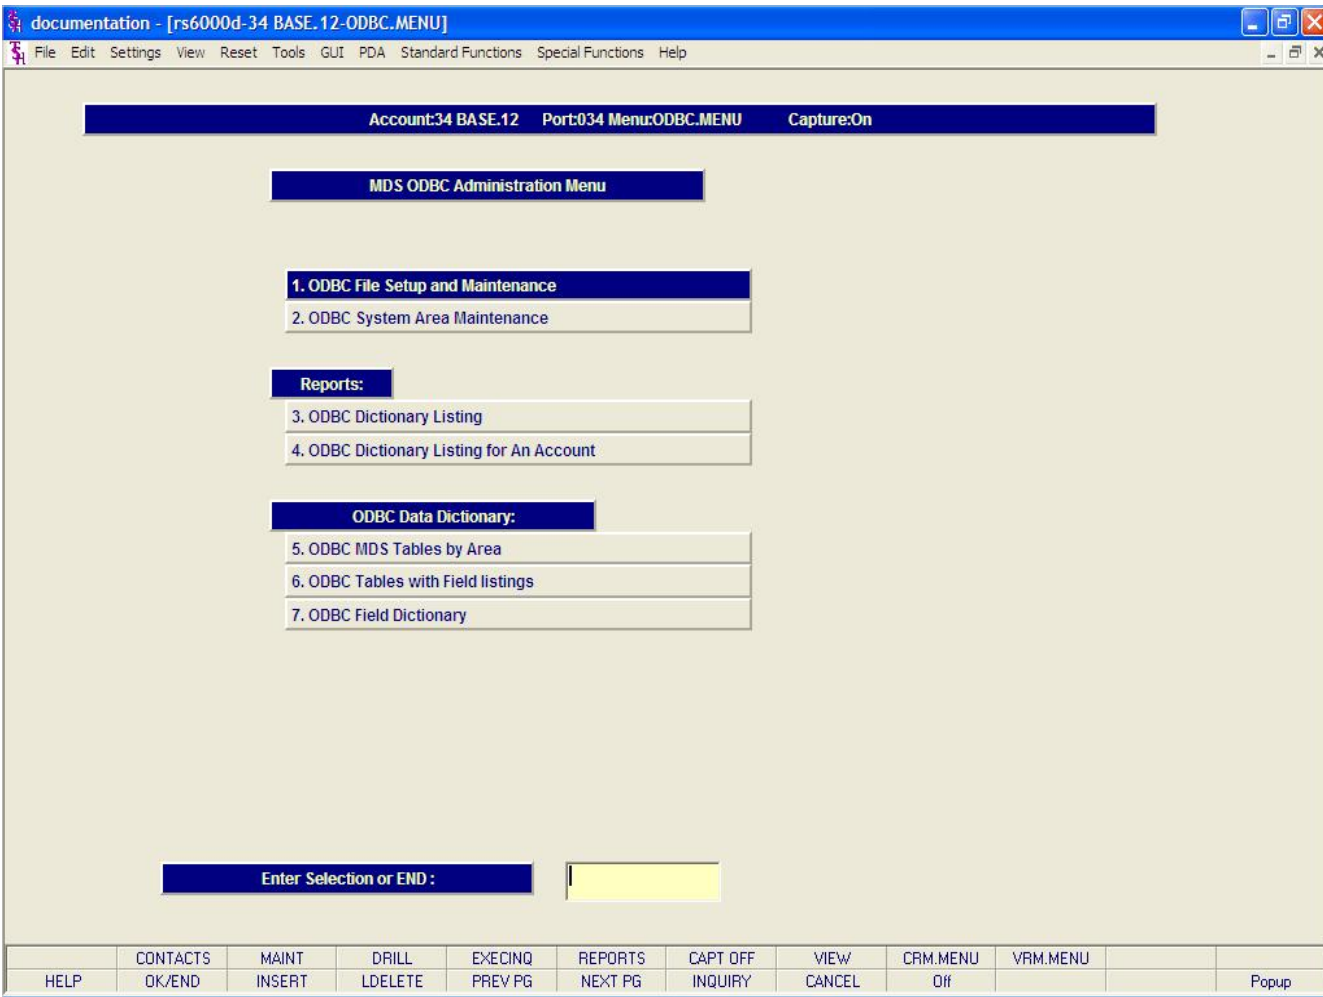 documentation - [rs6000d-34 BASE.12-ODBC.MENU]
File Edit Settings View Reset Tools GUI PDA Standard Functions Special Functions Help
Account:34 BASE.12 Port:034 Menu:ODBC.MENU Capture:On
MDS ODBC Administration Menu
1. ODBC File Setup and Maintenance
2. ODBC System Area Maintenance
Reports:
3. ODBC Dictionary Listing
4. ODBC Dictionary Listing for An Account
ODBC Data Dictionary:
5. ODBC MDS Tables by Area
6. ODBC Tables with Field listings
7. ODBC Field Dictionary
Enter Selection or END :
CONTACTS MAINT DRILL EXECINQ REPORTS CAPT OFF VIEW CRM.MENU VRM.MENU
HELP OK/END INSERT LDELETE PREV PG NEXT PG INQUIRY CANCEL Off Popup